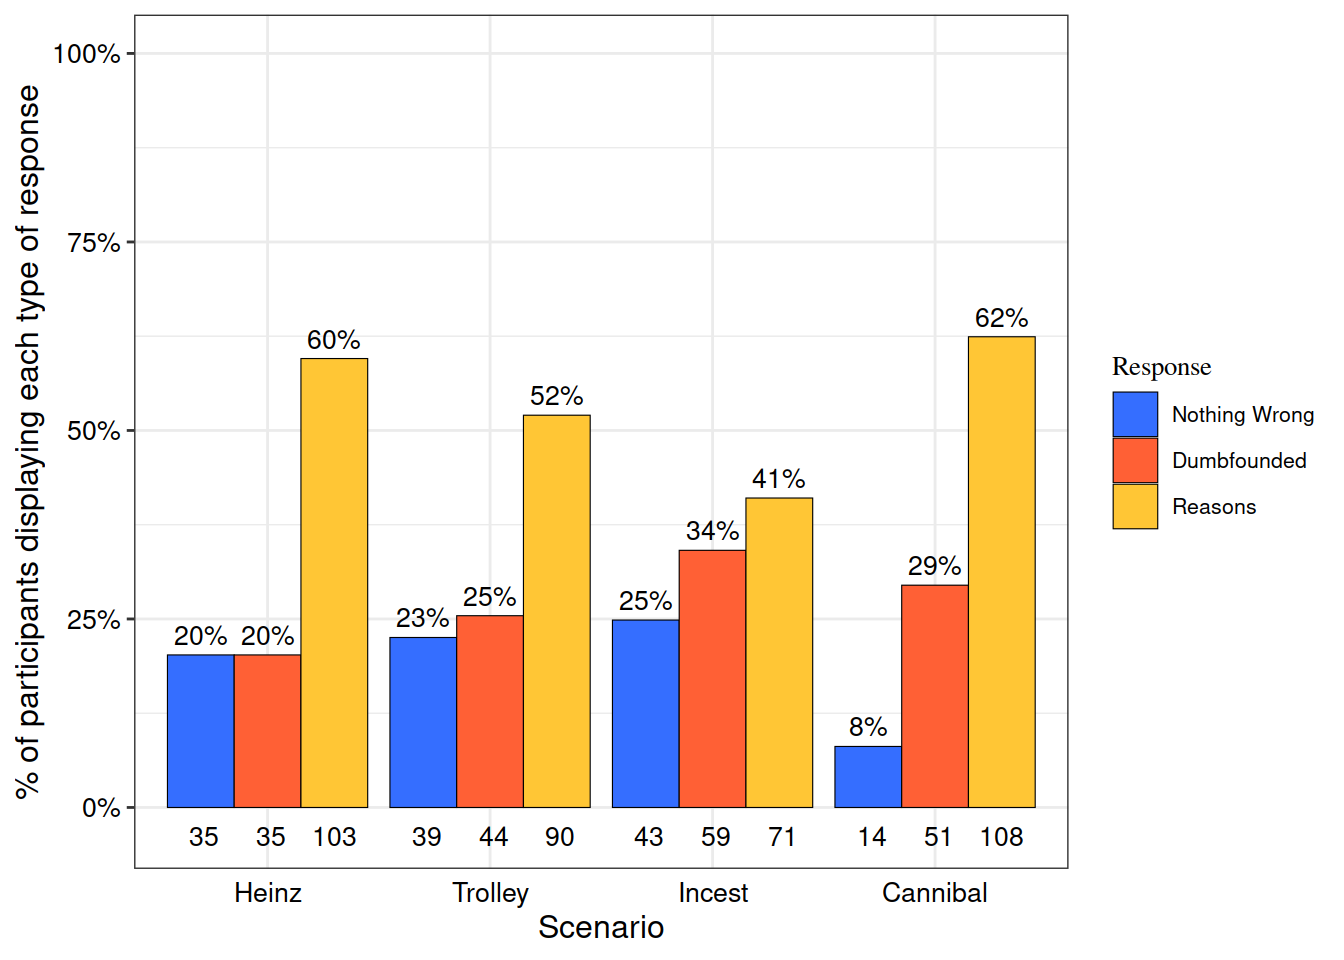 % of participants displaying each type of response
100%
75%
50%
25%
0%
20% 20% 60%
23% 25% 52%
25% 34% 41%
8% 29% 62%
35 35 103 39 44 90 43 59 71 14 51 108
Heinz Trolley Incest Cannibal
Scenario
Response
Nothing Wrong
Dumbfounded
Reasons